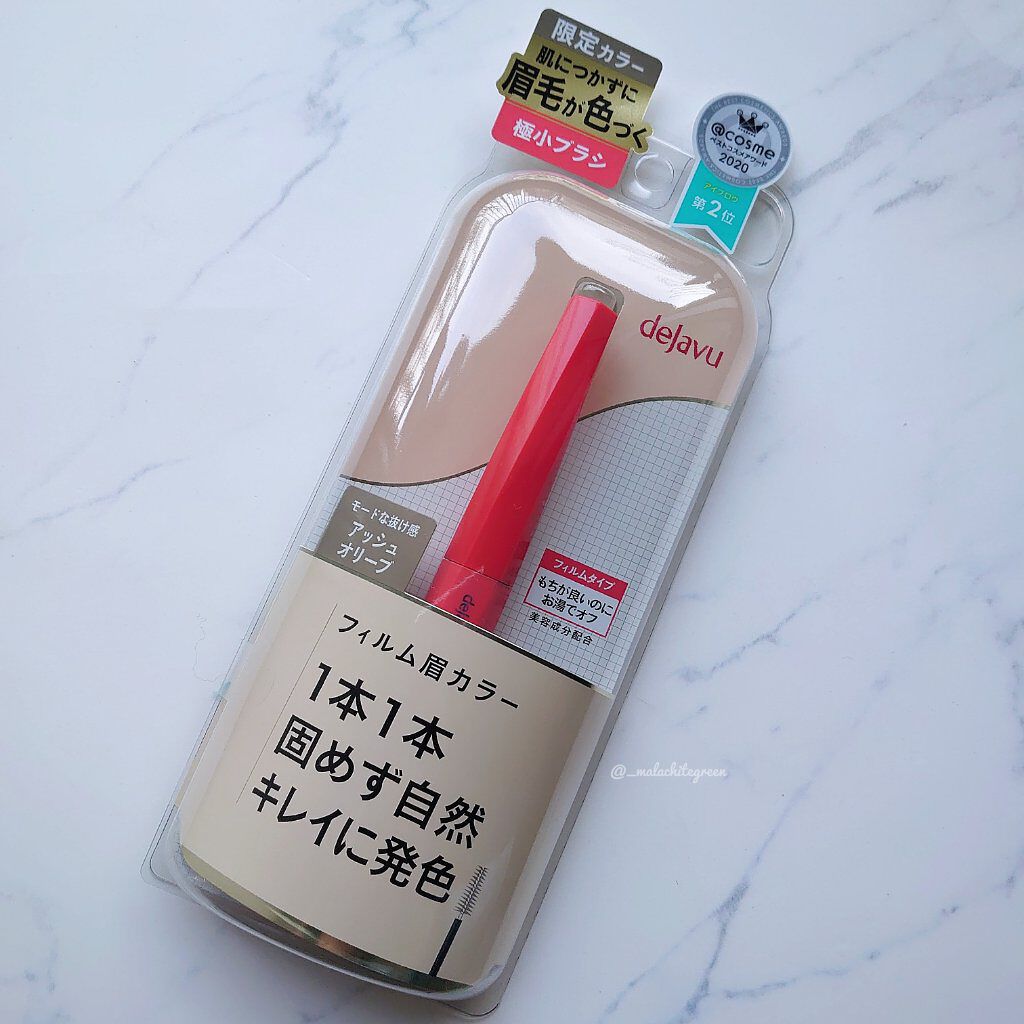 限定カラー
肌につかずに
眉毛が色づく
極小ブラシ
@cosme
ベストコスメアワード
2020
アイブロウ
第2位
dejavu
モードな抜け感
アッシュ
オリーブ
フィルムタイプ
もちが良いのに
お湯でオフ
美容成分配合
フィルム眉カラー
1本1本
固めず自然
キレイに発色
@_malachitegreen